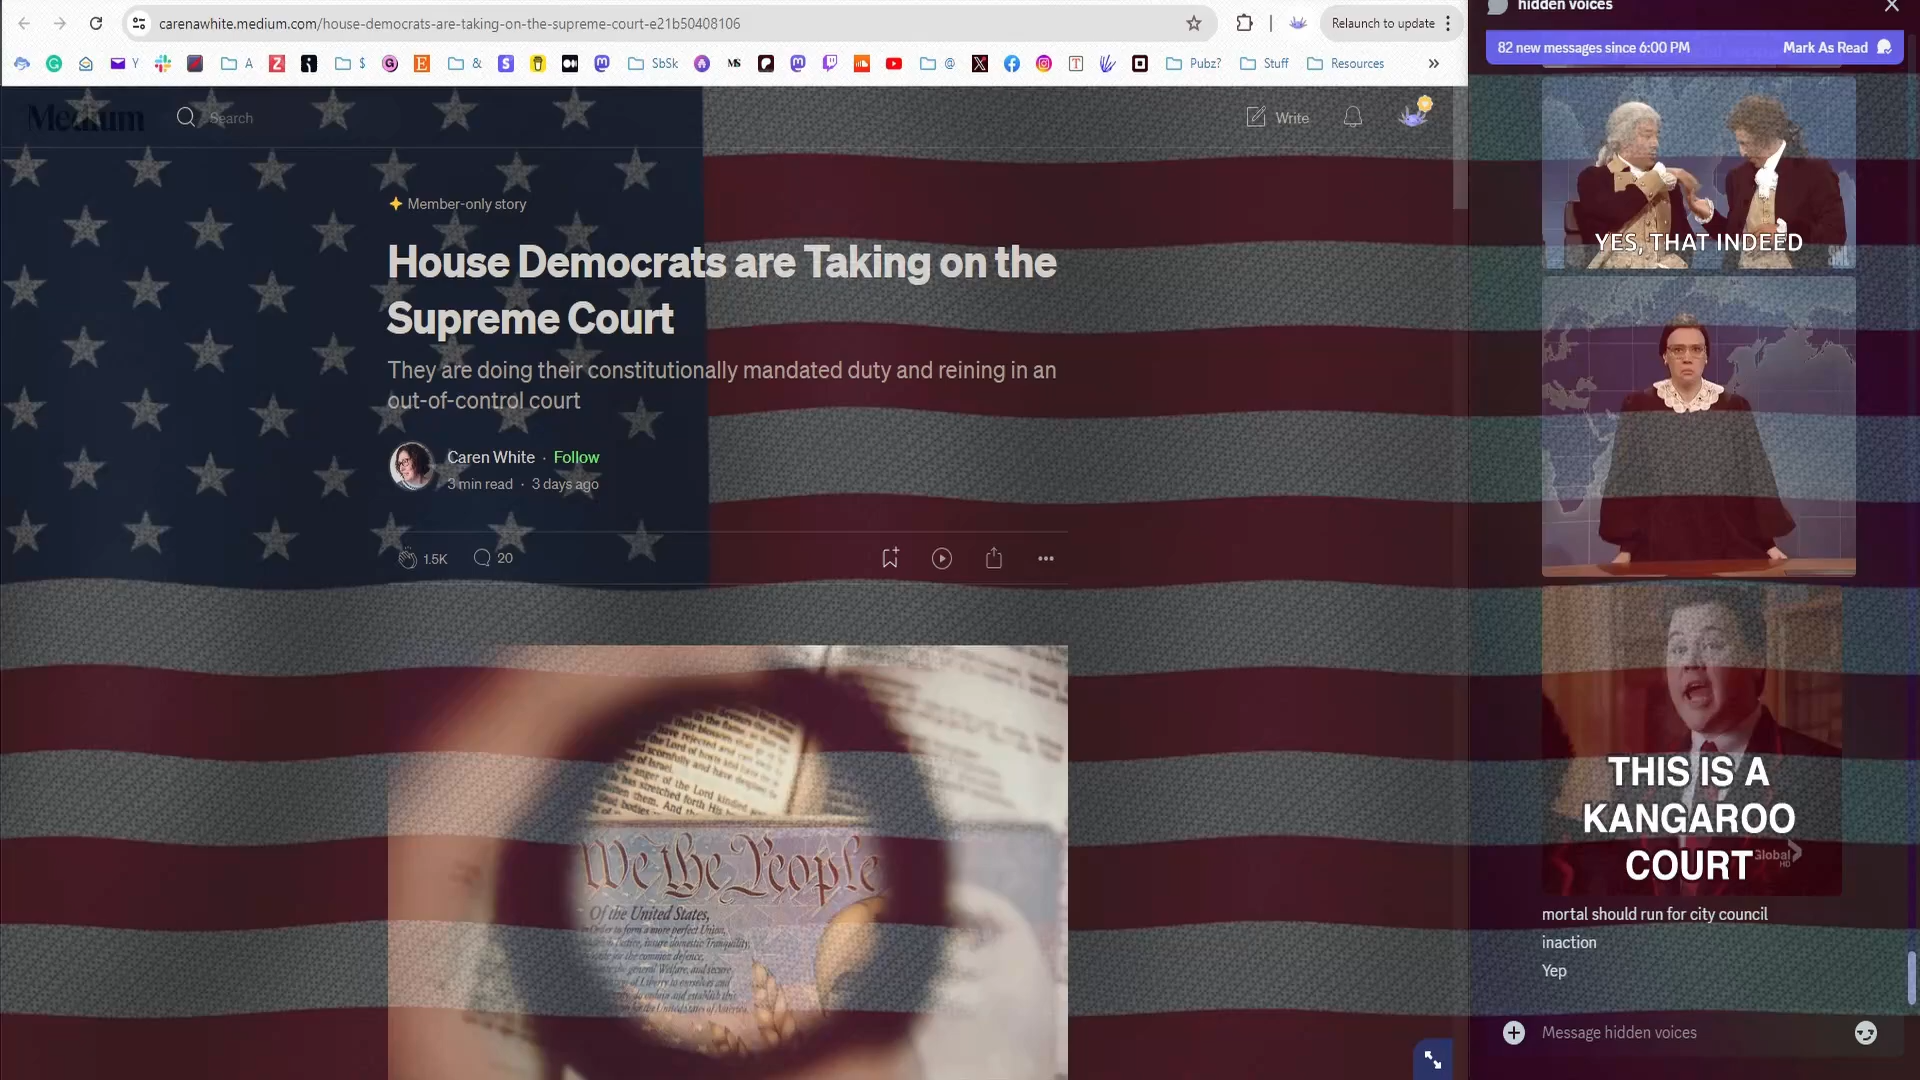 carenawhite.medium.com/house-democrats-are-taking-on-the-supreme-court-e21b50408106
Relaunch to update
Y
A
$
&
SbSk
@
Pubz?
Stuff
Resources
Medium
Search
Write
Member-only story
House Democrats are Taking on the
Supreme Court
They are doing their constitutionally mandated duty and reining in an
out-of-control court
Caren White · Follow
3 min read · 3 days ago
1.5K
20
We the People
Of the United States,
hidden voices
82 new messages since 6:00 PM
Mark As Read
YES, THAT INDEED
SNL
THIS IS A
KANGAROO
COURT
Global
HD
mortal should run for city council
inaction
Yep
Message hidden voices